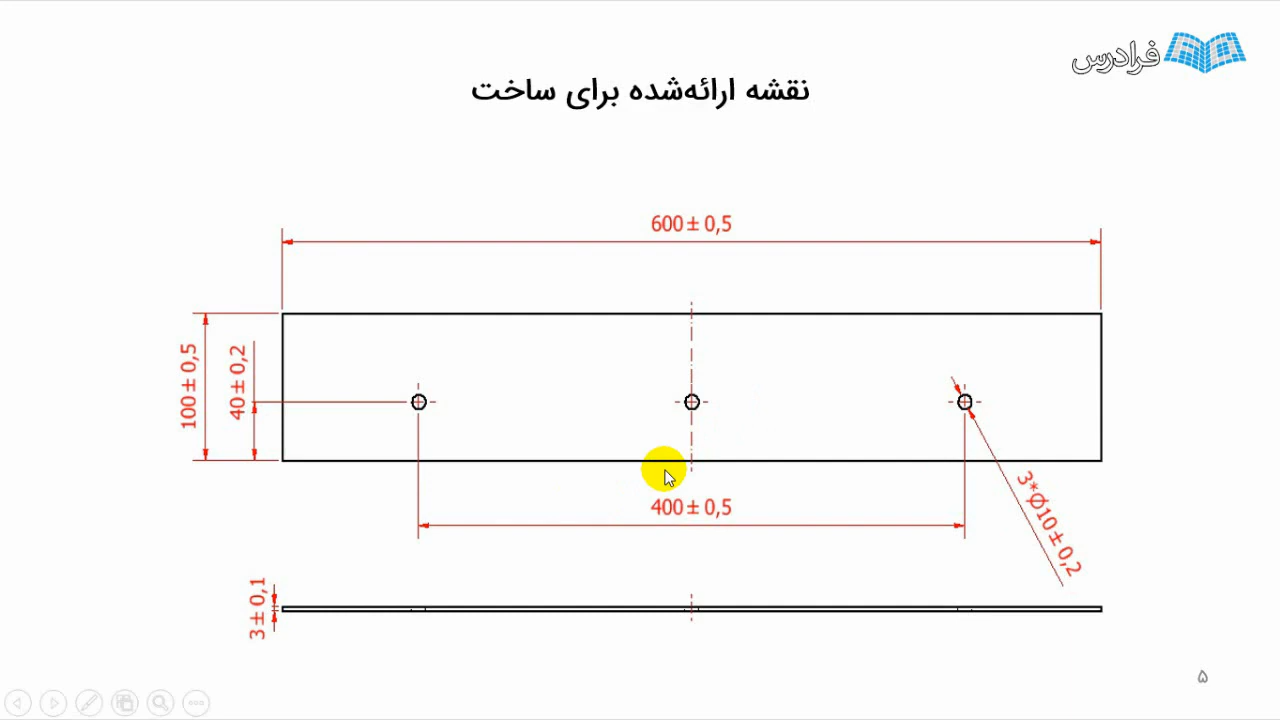 فرادرس
نقشه ارائه‌شده برای ساخت
600 ± 0,5
100 ± 0,5
40 ± 0,2
400 ± 0,5
3*Ø10 ± 0,2
3 ± 0,1
۵